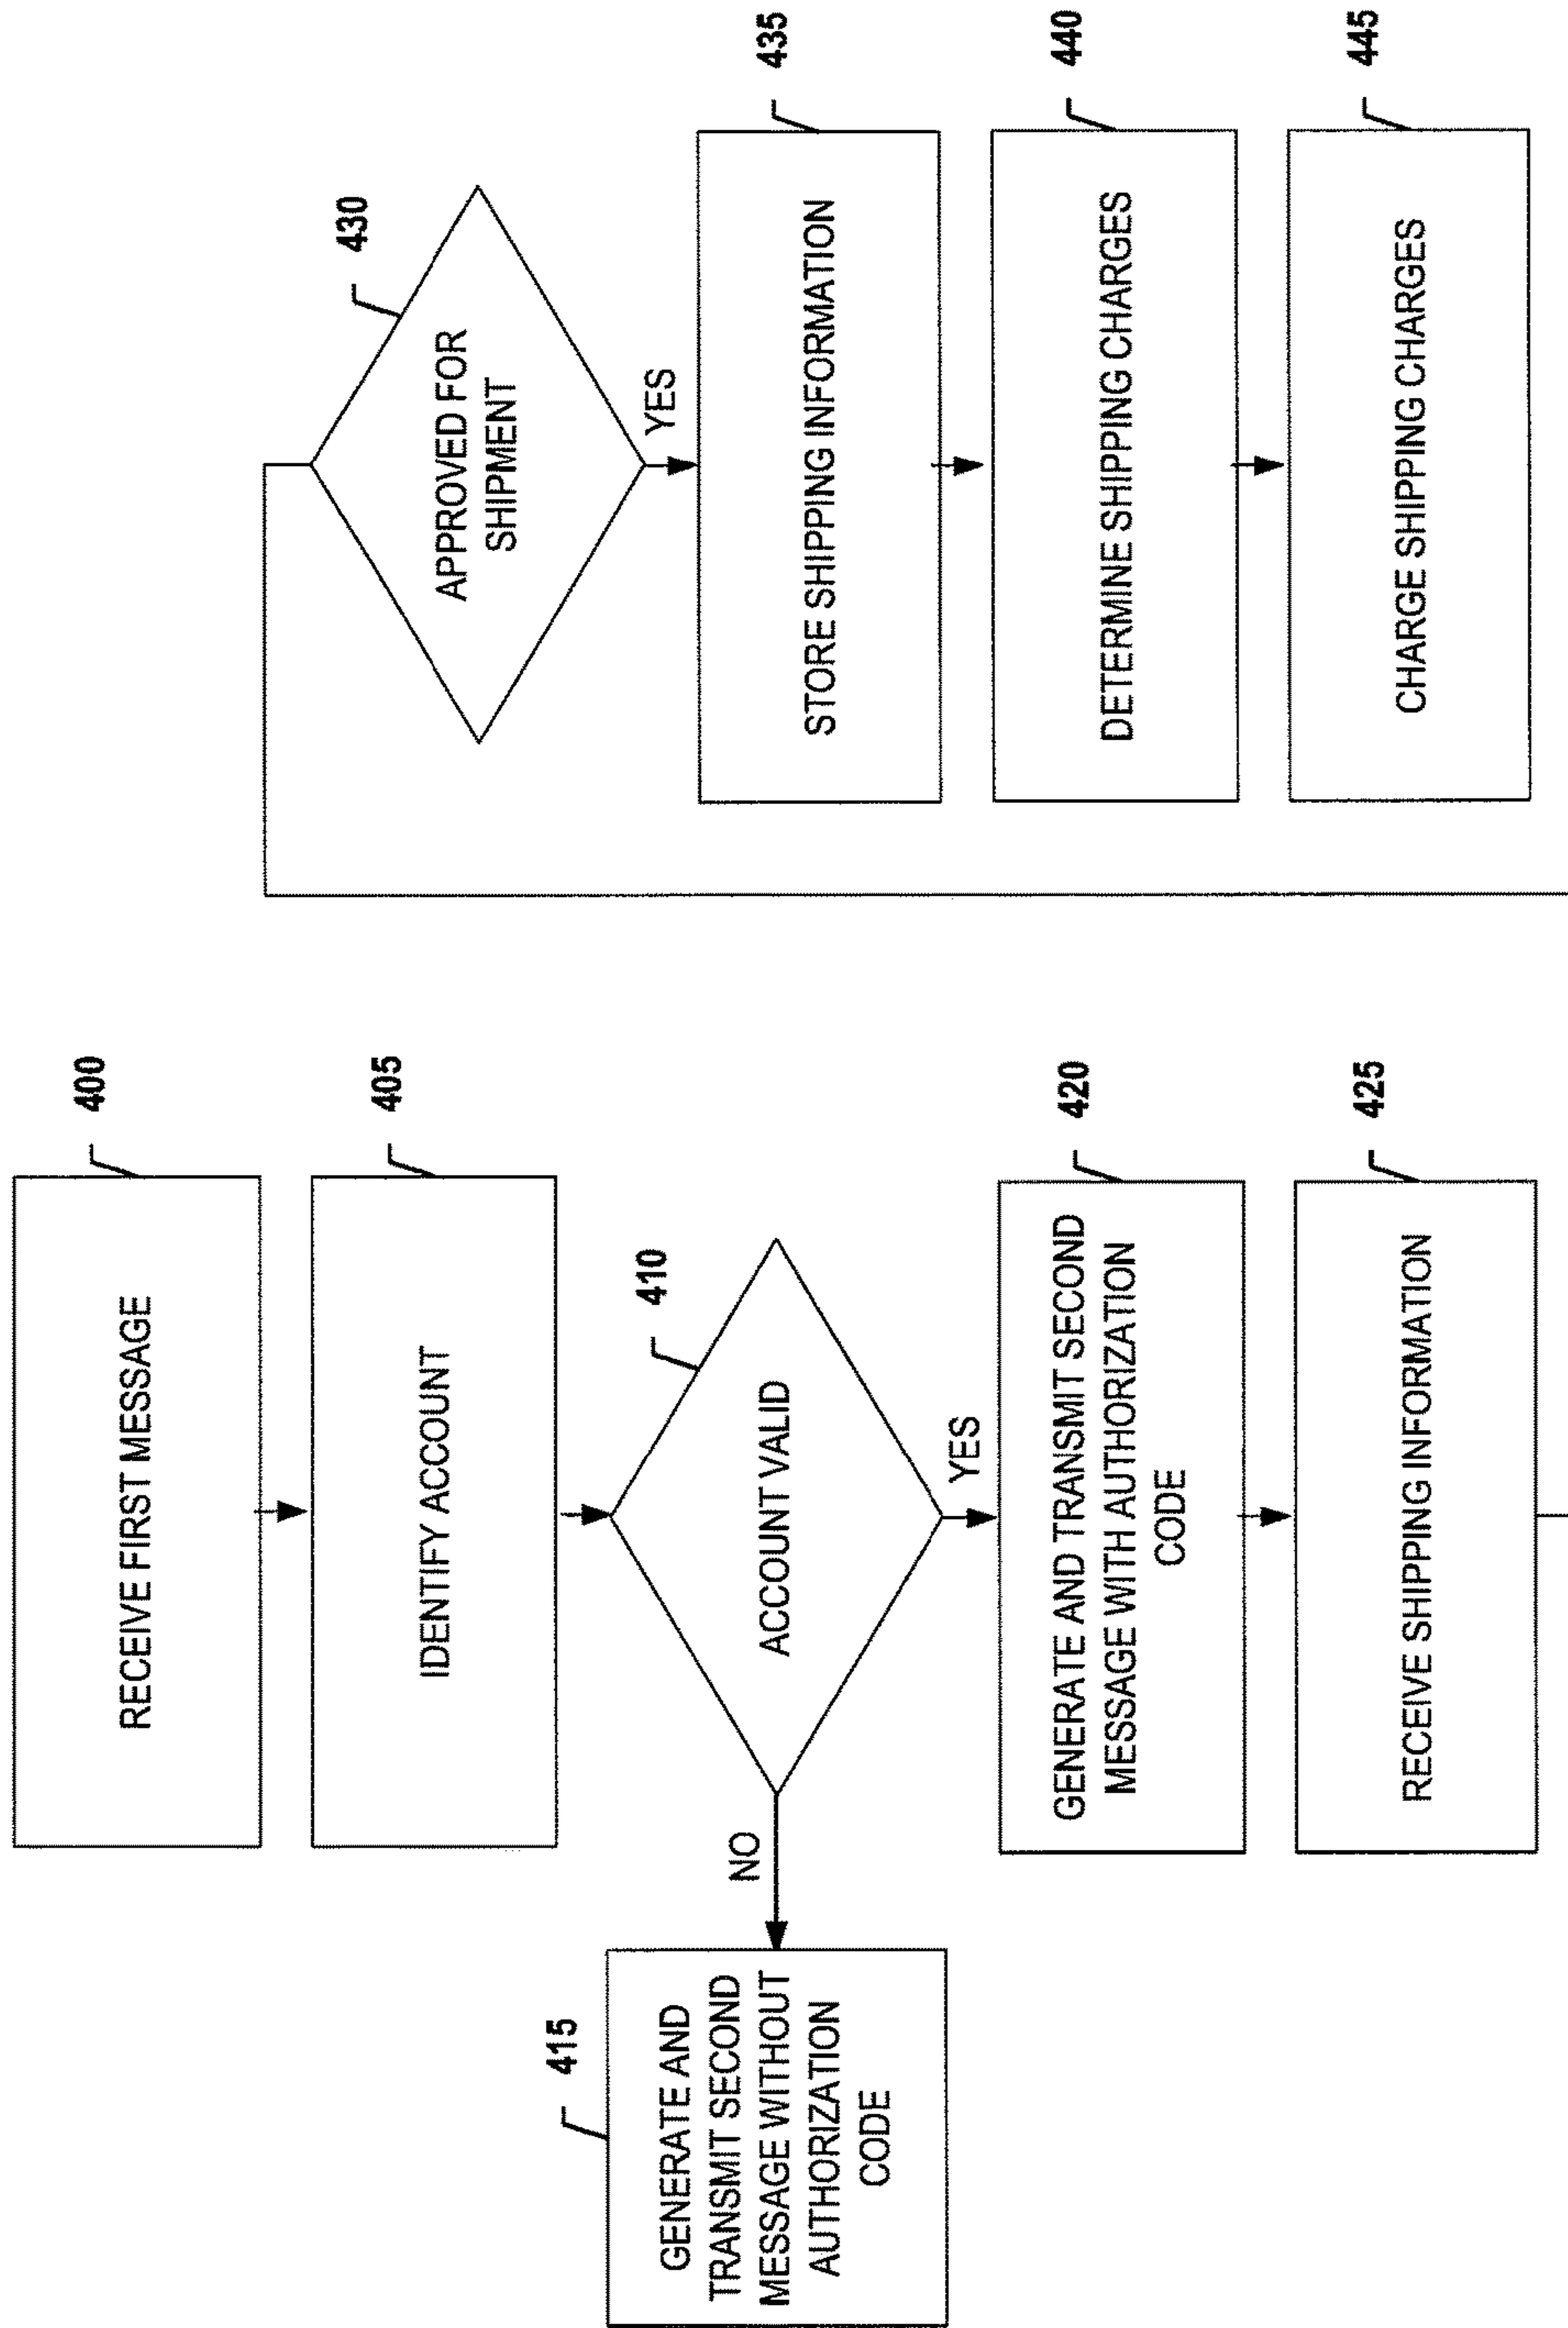 400
RECEIVE FIRST MESSAGE
405
IDENTIFY ACCOUNT
410
ACCOUNT VALID
NO
YES
415
GENERATE AND
TRANSMIT SECOND
MESSAGE WITHOUT
AUTHORIZATION
CODE
420
GENERATE AND TRANSMIT SECOND
MESSAGE WITH AUTHORIZATION
CODE
425
RECEIVE SHIPPING INFORMATION
430
APPROVED FOR
SHIPMENT
YES
435
STORE SHIPPING INFORMATION
440
DETERMINE SHIPPING CHARGES
445
CHARGE SHIPPING CHARGES